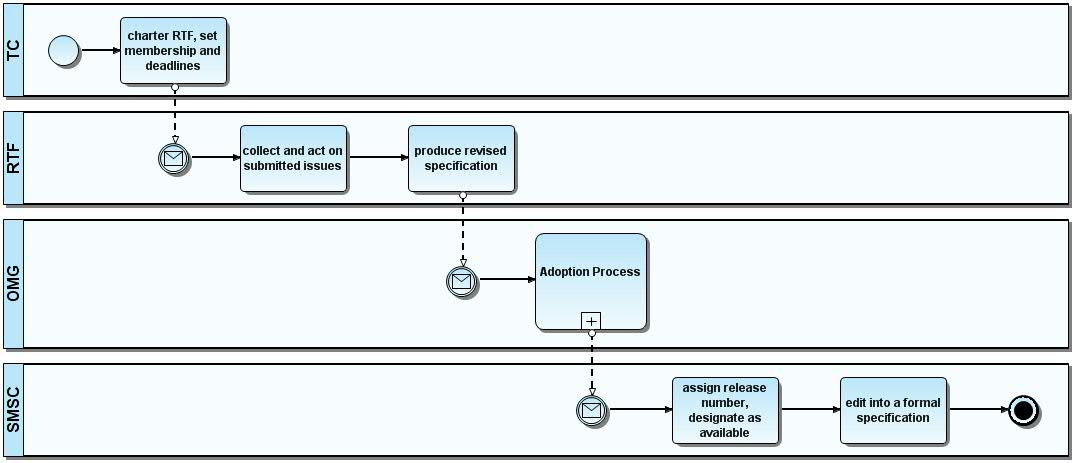 TC
charter RTF, set
membership and
deadlines
RTF
collect and act on
submitted issues
produce revised
specification
OMG
Adoption Process
SMSC
assign release
number,
designate as
available
edit into a formal
specification